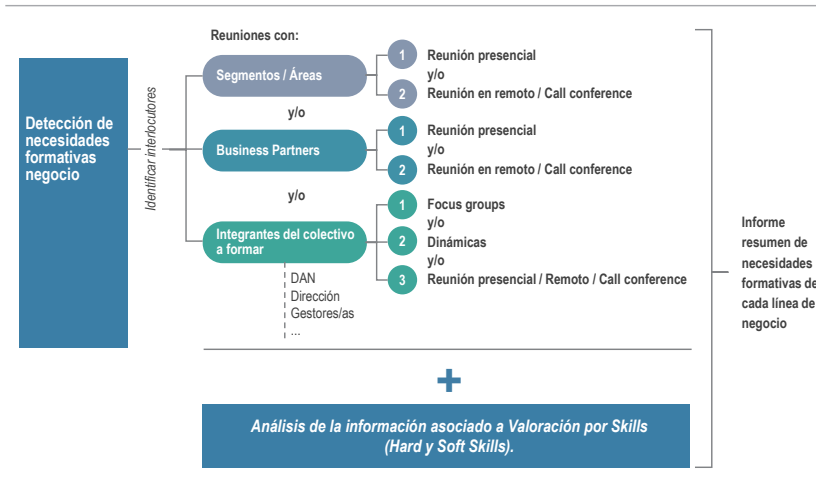 Detección de
necesidades
formativas
negocio
Identificar interlocutores
Reuniones con:
Segmentos / Áreas
1
Reunión presencial
y/o
2
Reunión en remoto / Call conference
y/o
Business Partners
1
Reunión presencial
y/o
2
Reunión en remoto / Call conference
y/o
Integrantes del colectivo
a formar
1
Focus groups
y/o
2
Dinámicas
y/o
3
Reunión presencial / Remoto / Call conference
DAN
Dirección
Gestores/as
...
+
Análisis de la información asociado a Valoración por Skills
(Hard y Soft Skills).
Informe
resumen de
necesidades
formativas de
cada línea de
negocio